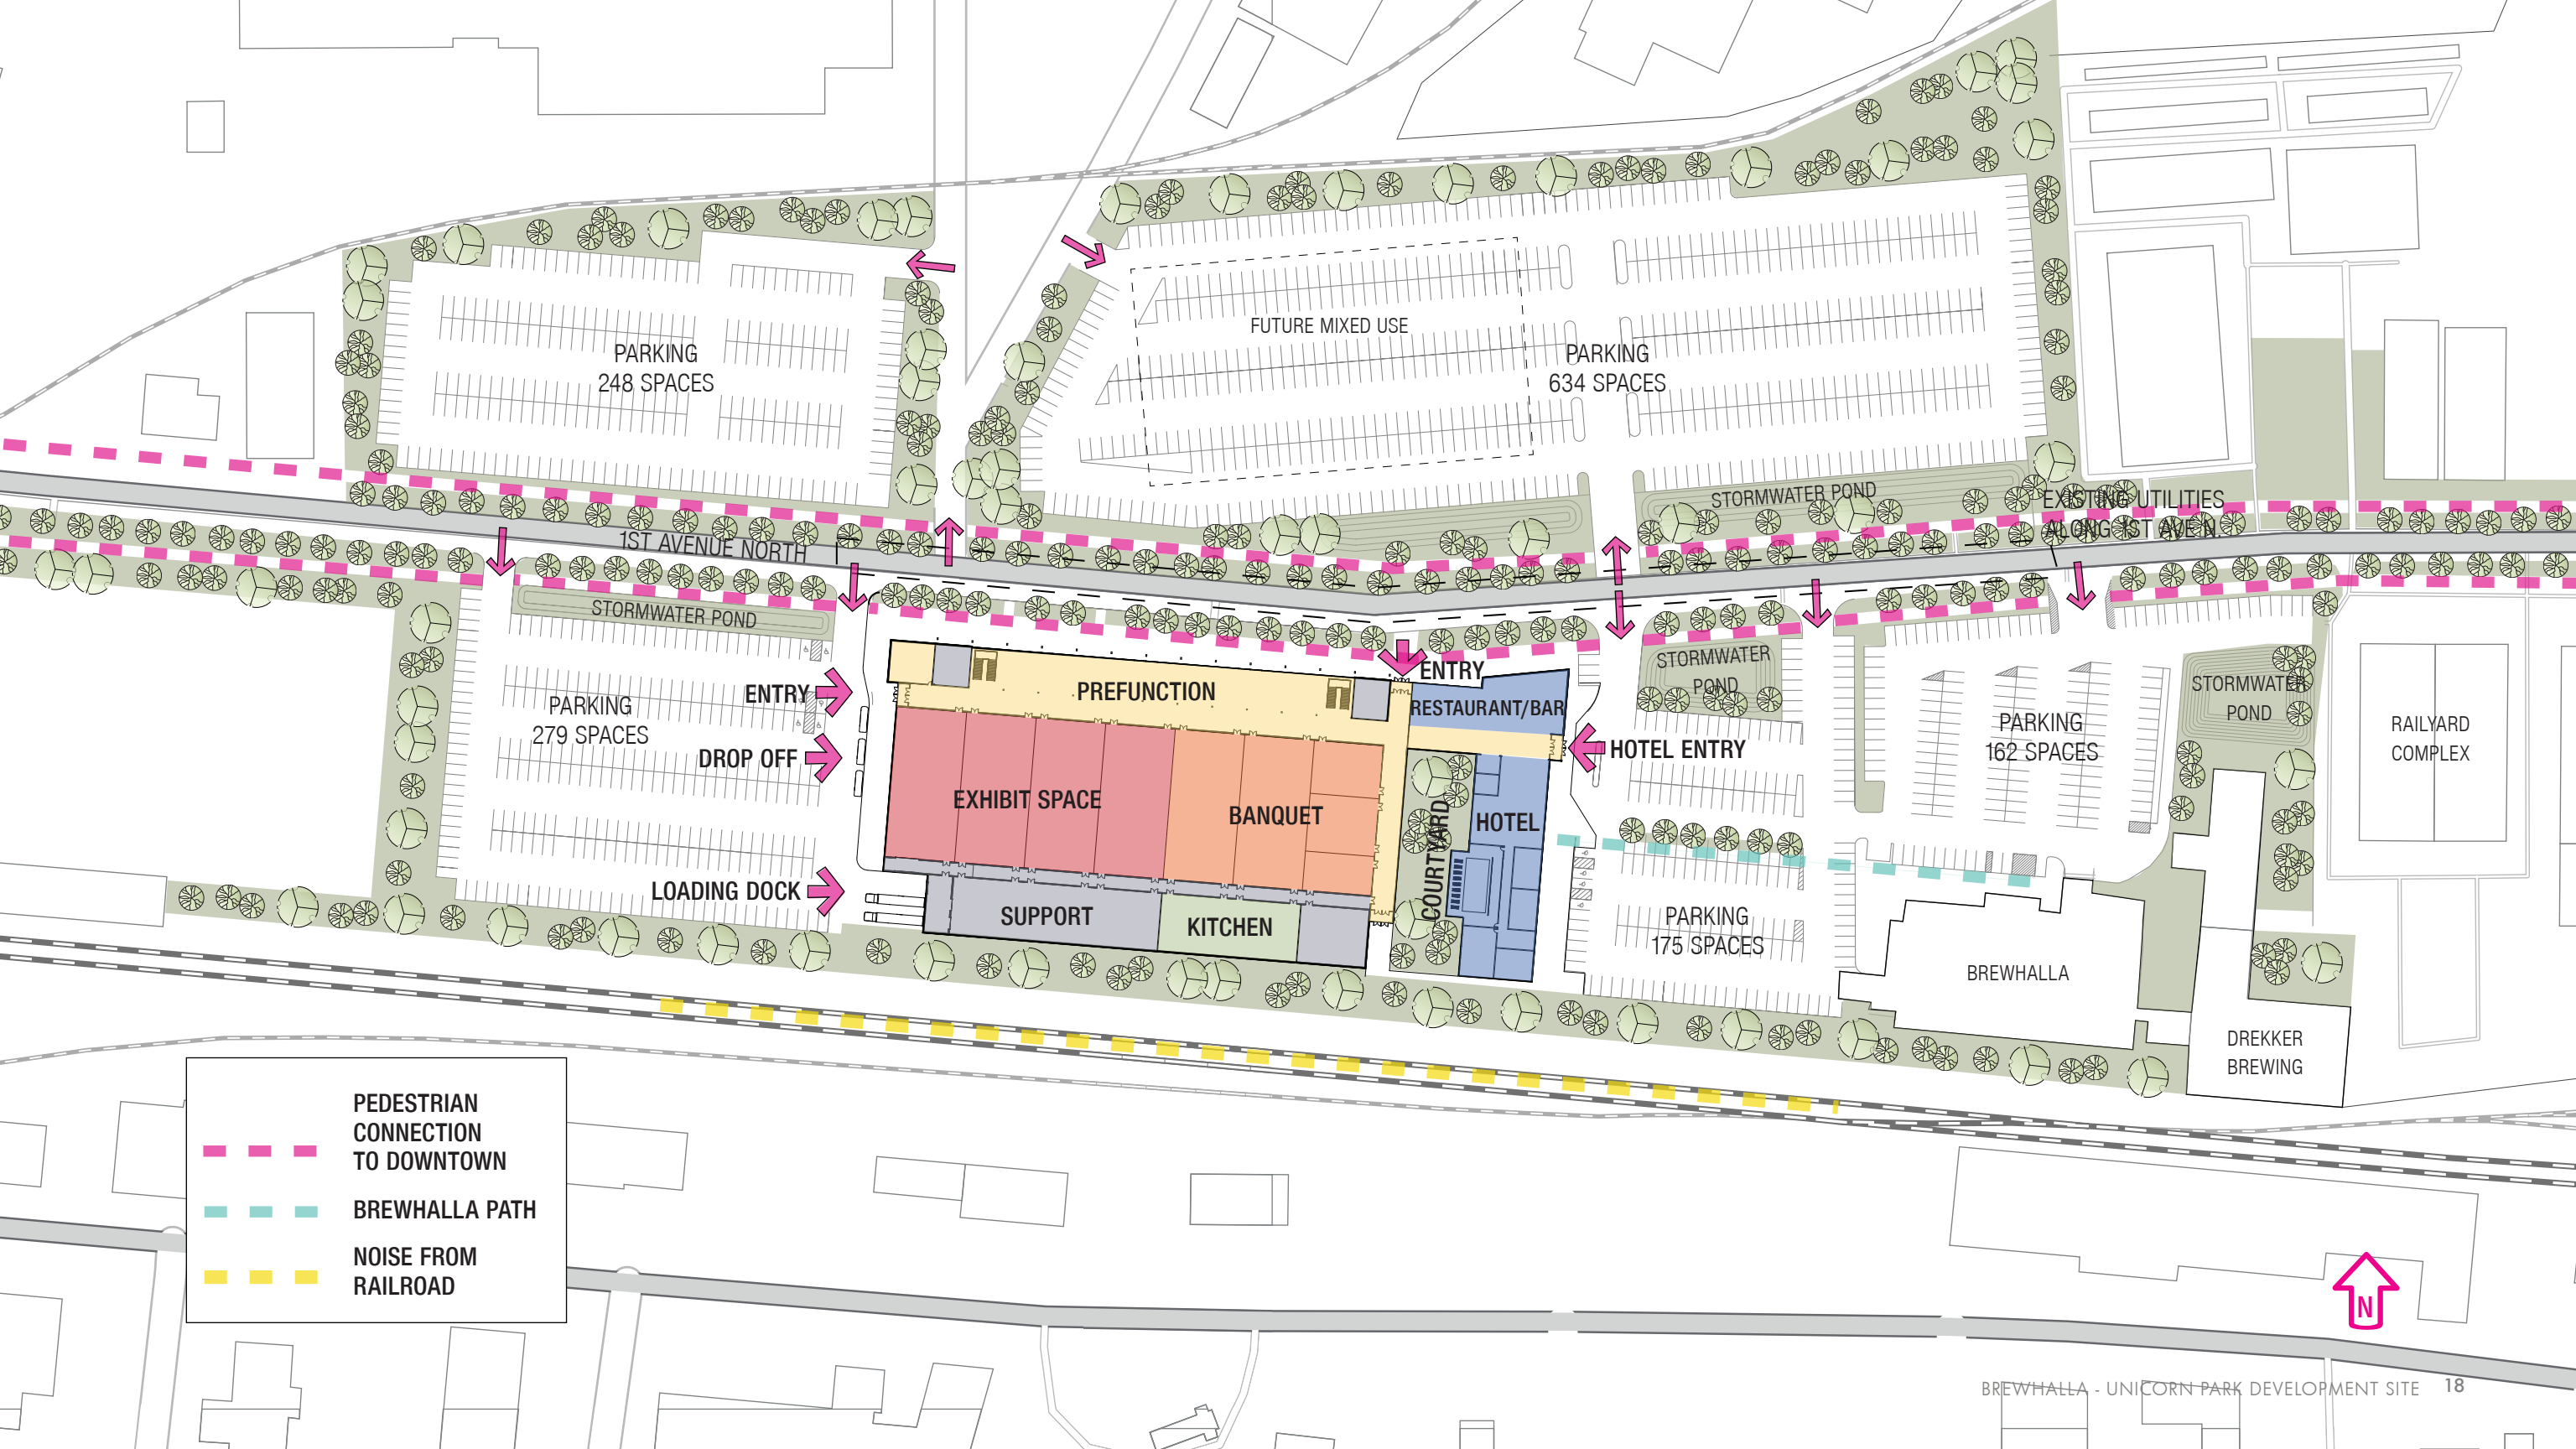 FUTURE MIXED USE
PARKING
248 SPACES
PARKING
634 SPACES
STORMWATER POND
EXISTING UTILITIES
ALONG 1ST AVE N.
1ST AVENUE NORTH
STORMWATER POND
ENTRY
PREFUNCTION
ENTRY
RESTAURANT/BAR
STORMWATER
POND
STORMWATER
POND
PARKING
279 SPACES
DROP OFF
HOTEL ENTRY
PARKING
162 SPACES
RAILYARD
COMPLEX
EXHIBIT SPACE
BANQUET
COURTYARD
HOTEL
LOADING DOCK
SUPPORT
KITCHEN
PARKING
175 SPACES
BREWHALLA
DREKKER
BREWING
PEDESTRIAN
CONNECTION
TO DOWNTOWN
BREWHALLA PATH
NOISE FROM
RAILROAD
N
BREWHALLA - UNICORN PARK DEVELOPMENT SITE 18